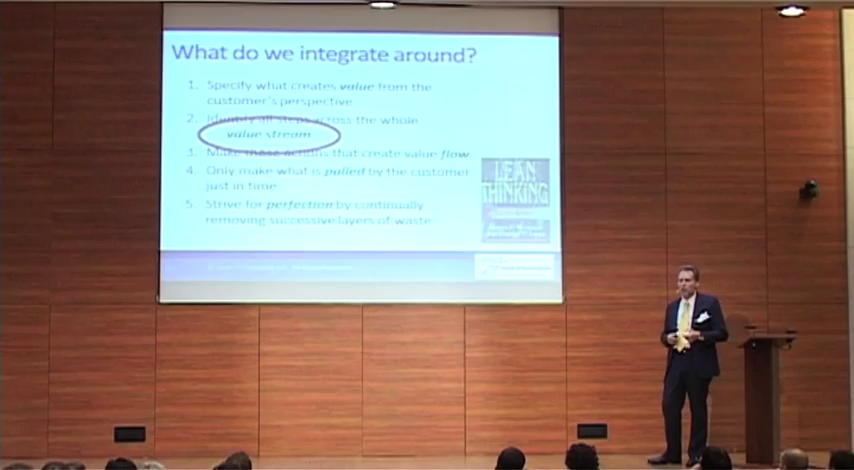 What do we integrate around?
1. Specify what creates value from the
customer's perspective
2. Identify all steps across the whole
value stream
3. Make those actions that create value flow
4. Only make what is pulled by the customer
just in time
5. Strive for perfection by continually
removing successive layers of waste
LEAN
THINKING